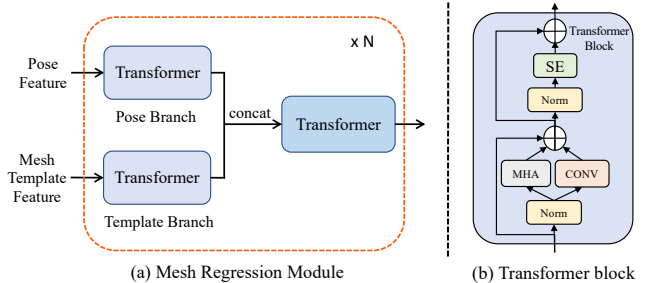 x N
Pose
Feature
Transformer
Pose Branch
concat
Transformer
Mesh
Template
Feature
Transformer
Template Branch
(a) Mesh Regression Module
Transformer
Block
SE
Norm
MHA
CONV
Norm
(b) Transformer block